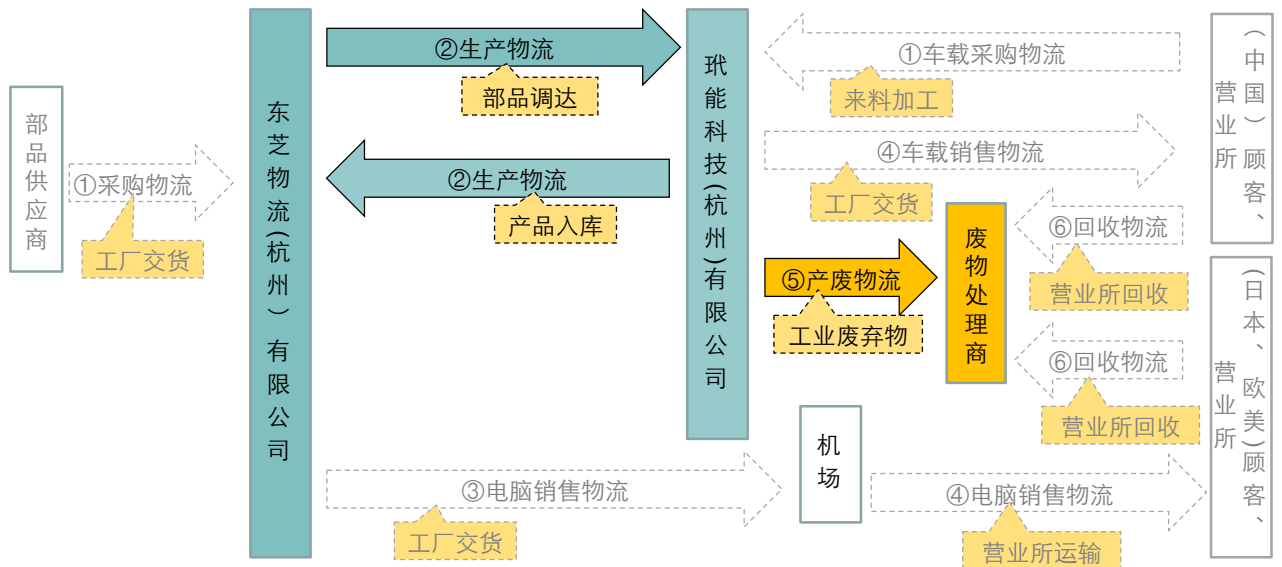 部品供应商
①采购物流
工厂交货
东芝物流(杭州)有限公司
②生产物流
部品调达
②生产物流
产品入库
玳能科技(杭州)有限公司
①车载采购物流
来料加工
④车载销售物流
工厂交货
⑤产废物流
工业废弃物
废物处理商
⑥回收物流
营业所回收
⑥回收物流
营业所回收
(中国)顾客、
营业所
(日本、欧美)顾客、
营业所
③电脑销售物流
工厂交货
机场
④电脑销售物流
营业所运输